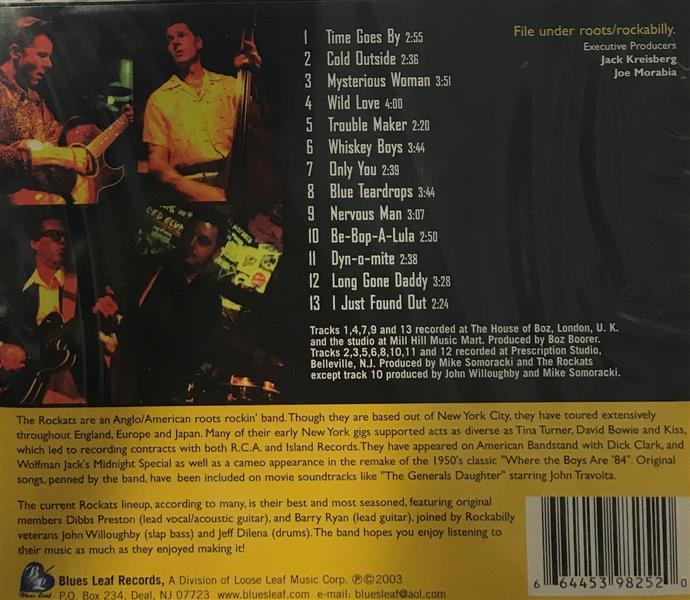 1 Time Goes By 2:55
2 Cold Outside 2:36
3 Mysterious Woman 3:51
4 Wild Love 4:00
5 Trouble Maker 2:20
6 Whiskey Boys 3:44
7 Only You 2:39
8 Blue Teardrops 3:44
9 Nervous Man 3:07
10 Be-Bop-A-Lula 2:50
11 Dyn-o-mite 2:38
12 Long Gone Daddy 3:28
13 I Just Found Out 2:24
File under roots/rockabilly.
Executive Producers
Jack Kreisberg
Joe Morabia
Tracks 1,4,7,9 and 13 recorded at The House of Boz, London, U. K.
and the studio at Mill Hill Music Mart. Produced by Boz Boorer.
Tracks 2,3,5,6,8,10,11 and 12 recorded at Prescription Studio,
Belleville, N.J. Produced by Mike Somoracki and The Rockats
except track 10 produced by John Willoughby and Mike Somoracki.
The Rockats are an Anglo/American roots rockin' band. Though they are based out of New York City, they have toured extensively
throughout England, Europe and Japan. Many of their early New York gigs supported acts as diverse as Tina Turner, David Bowie and Kiss,
which led to recording contracts with both R.C.A. and Island Records. They have appeared on American Bandstand with Dick Clark, and
Wolfman Jack's Midnight Special as well as a cameo appearance in the remake of the 1950's classic "Where the Boys Are '84". Original
songs, penned by the band, have been included on movie soundtracks like "The Generals Daughter" starring John Travolta.
The current Rockats lineup, according to many, is their best and most seasoned, featuring original
members Dibbs Preston (lead vocal/acoustic guitar), and Barry Ryan (lead guitar), joined by Rockabilly
veterans John Willoughby (slap bass) and Jeff Dilena (drums). The band hopes you enjoy listening to
their music as much as they enjoyed making it!
BL Blues Leaf
Blues Leaf Records, A Division of Loose Leaf Music Corp. ℗©2003
P.O. Box 234, Deal, NJ 07723 www.bluesleaf.com e-mail: bluesleaf@aol.com
6 64453 98252 0